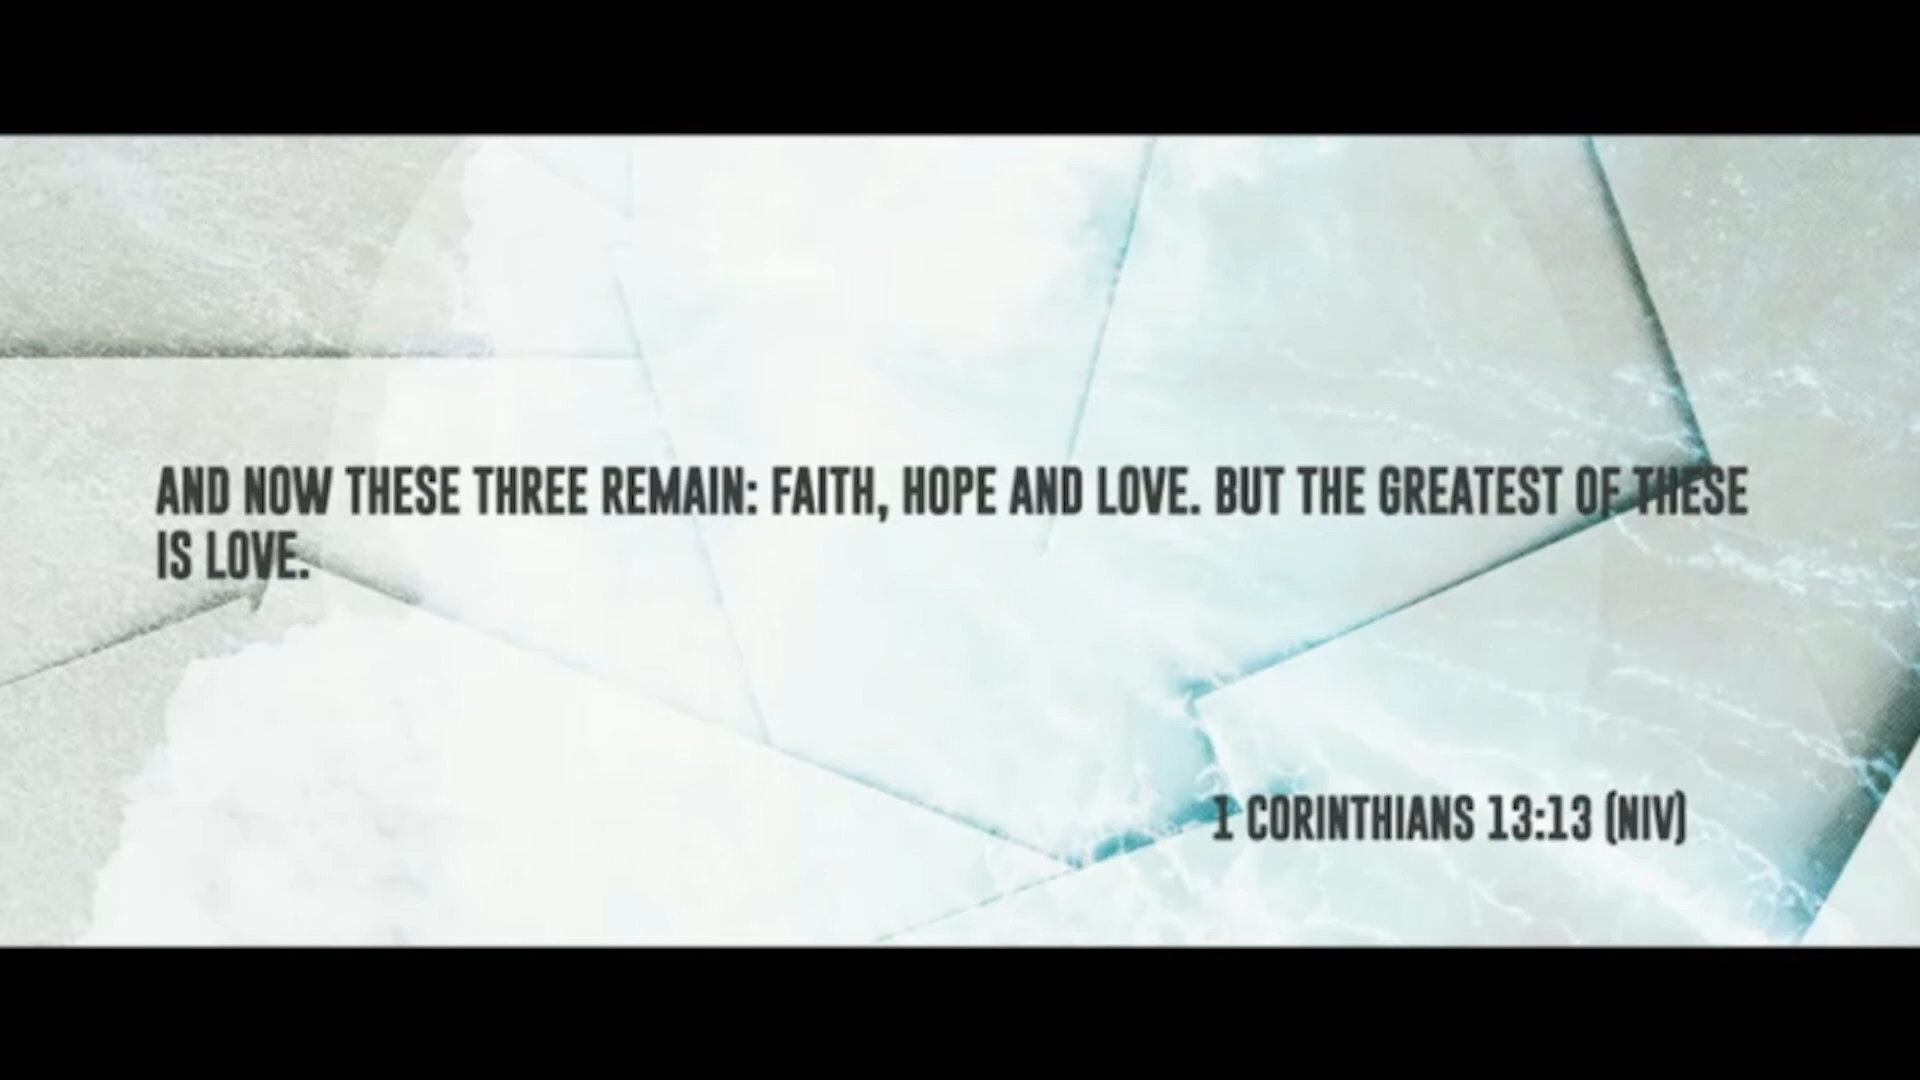 AND NOW THESE THREE REMAIN: FAITH, HOPE AND LOVE. BUT THE GREATEST OF THESE
IS LOVE.
1 CORINTHIANS 13:13 (NIV)